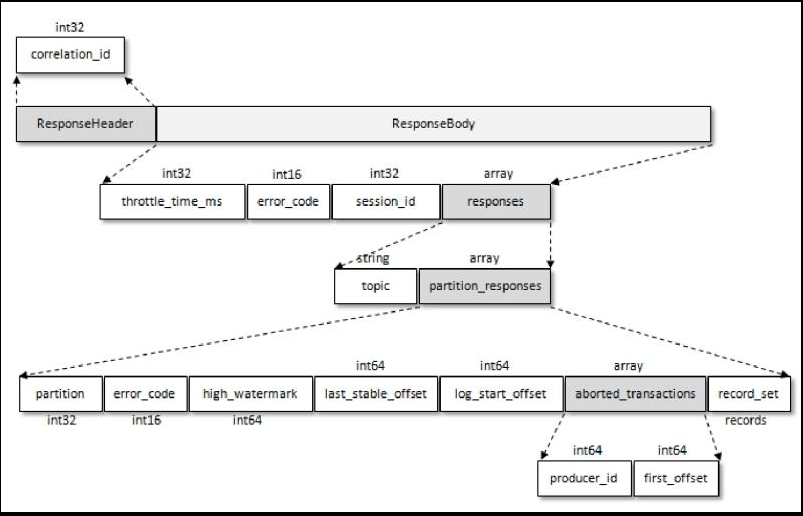 int32
correlation_id
ResponseHeader ResponseBody
int32 int16 int32 array
throttle_time_ms error_code session_id responses
string array
topic partition_responses
int64 int64 array
partition error_code high_watermark last_stable_offset log_start_offset aborted_transactions record_set
int32 int16 int64 records
int64 int64
producer_id first_offset